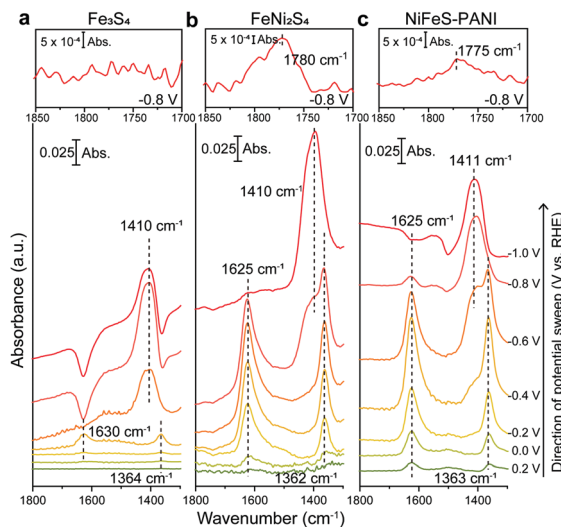 a Fe₃S₄ b FeNi₂S₄ c NiFeS-PANI
5 x 10⁻⁴ Abs. 5 x 10⁻⁴ Abs. 5 x 10⁻⁴ Abs.
1780 cm⁻¹ 1775 cm⁻¹
-0.8 V -0.8 V -0.8 V
1850 1800 1750 1700 1850 1800 1750 1700 1850 1800 1750 1700
0.025 Abs. 0.025 Abs. 0.025 Abs.
1411 cm⁻¹
1410 cm⁻¹
1410 cm⁻¹ 1625 cm⁻¹
-1.0 V
1625 cm⁻¹
-0.8 V
-0.6 V
-0.4 V
1630 cm⁻¹ -0.2 V
0.0 V
1364 cm⁻¹ 1362 cm⁻¹ 1363 cm⁻¹ 0.2 V
1800 1600 1400 1800 1600 1400 1800 1600 1400
Absorbance (a.u.)
Wavenumber (cm⁻¹)
Direction of potential sweep (V vs. RHE)